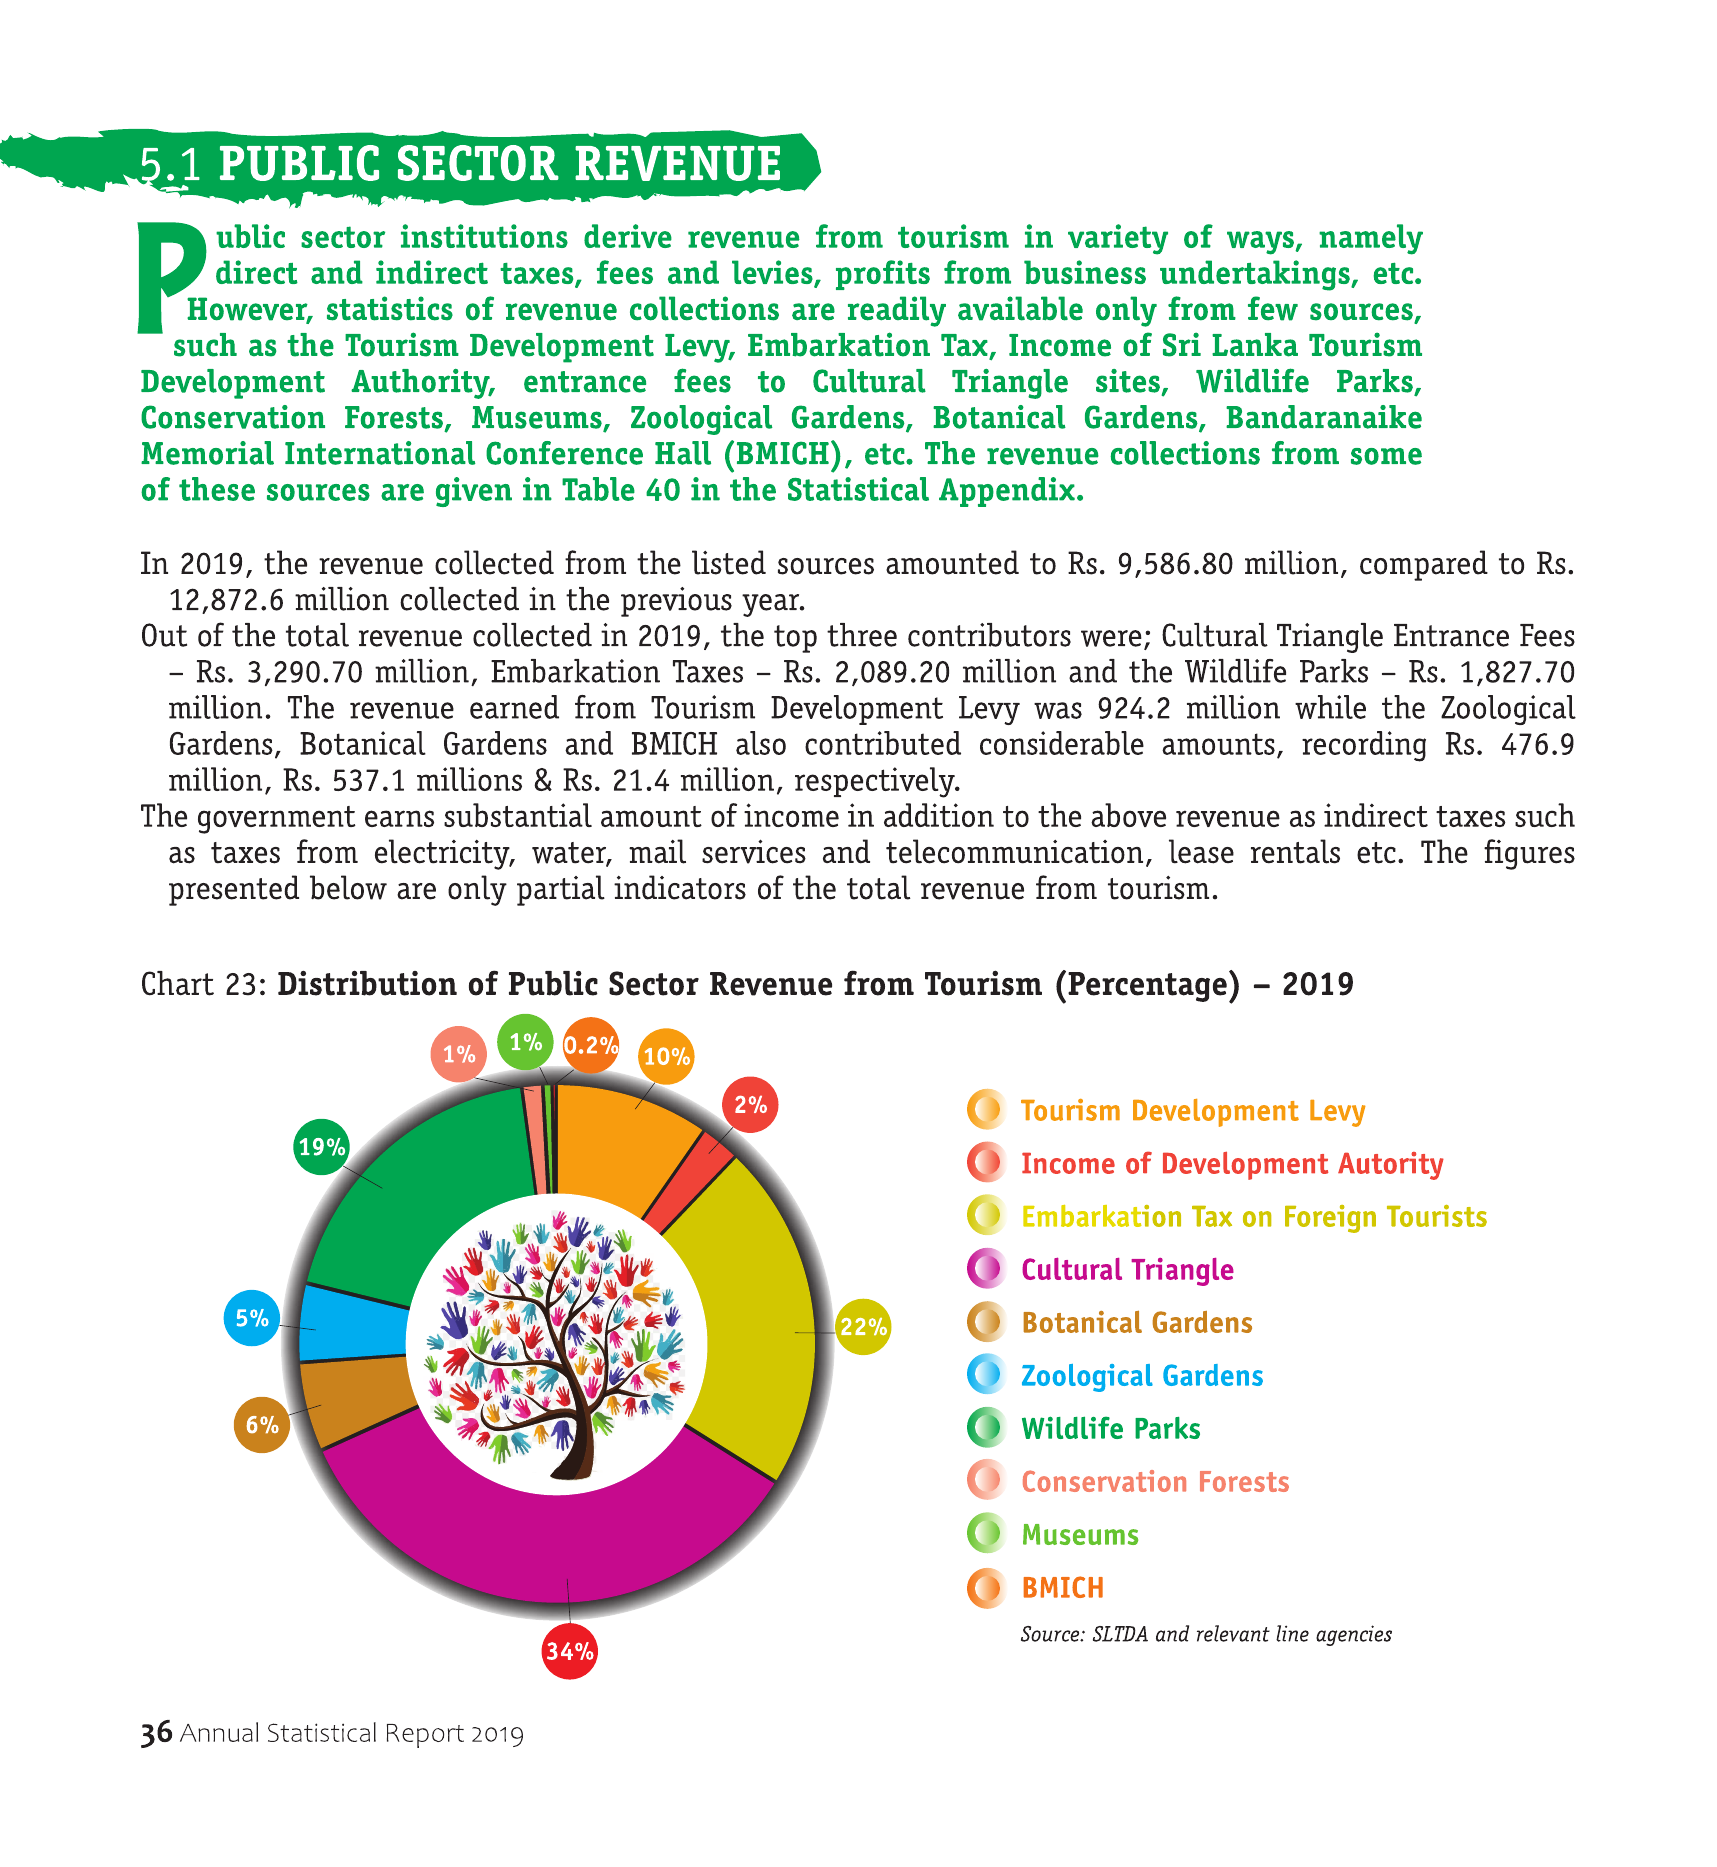 5.1 PUBLIC SECTOR REVENUE
Public sector institutions derive revenue from tourism in variety of ways, namely
direct and indirect taxes, fees and levies, profits from business undertakings, etc.
However, statistics of revenue collections are readily available only from few sources,
such as the Tourism Development Levy, Embarkation Tax, Income of Sri Lanka Tourism
Development Authority, entrance fees to Cultural Triangle sites, Wildlife Parks,
Conservation Forests, Museums, Zoological Gardens, Botanical Gardens, Bandaranaike
Memorial International Conference Hall (BMICH), etc. The revenue collections from some
of these sources are given in Table 40 in the Statistical Appendix.
In 2019, the revenue collected from the listed sources amounted to Rs. 9,586.80 million, compared to Rs.
12,872.6 million collected in the previous year.
Out of the total revenue collected in 2019, the top three contributors were; Cultural Triangle Entrance Fees
– Rs. 3,290.70 million, Embarkation Taxes – Rs. 2,089.20 million and the Wildlife Parks – Rs. 1,827.70
million. The revenue earned from Tourism Development Levy was 924.2 million while the Zoological
Gardens, Botanical Gardens and BMICH also contributed considerable amounts, recording Rs. 476.9
million, Rs. 537.1 millions & Rs. 21.4 million, respectively.
The government earns substantial amount of income in addition to the above revenue as indirect taxes such
as taxes from electricity, water, mail services and telecommunication, lease rentals etc. The figures
presented below are only partial indicators of the total revenue from tourism.
Chart 23: Distribution of Public Sector Revenue from Tourism (Percentage) – 2019
1%
1%
0.2%
10%
2%
19%
5%
22%
6%
34%
Tourism Development Levy
Income of Development Autority
Embarkation Tax on Foreign Tourists
Cultural Triangle
Botanical Gardens
Zoological Gardens
Wildlife Parks
Conservation Forests
Museums
BMICH
Source: SLTDA and relevant line agencies
36 Annual Statistical Report 2019